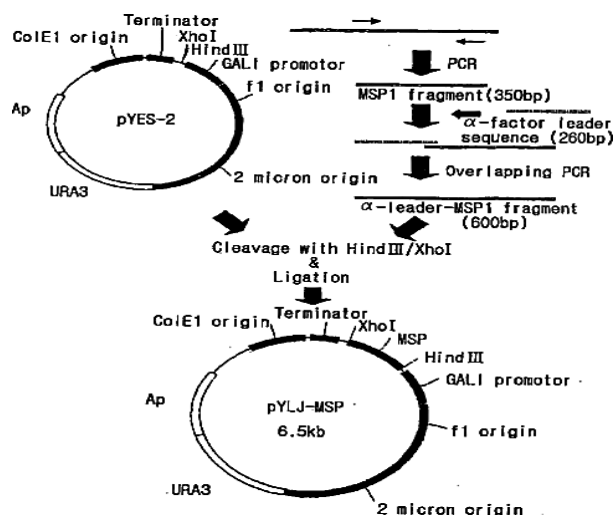 Terminator
ColE1 origin
XhoI
HindIII
GALI promotor
f1 origin
Ap
pYES-2
URA3
2 micron origin
PCR
MSP1 fragment(350bp)
α-factor leader
sequence (260bp)
Overlapping PCR
α-leader-MSP1 fragment
(600bp)
Cleavage with HindIII/XhoI
&
Ligation
Terminator
ColE1 origin
XhoI
MSP
HindIII
GALI promotor
Ap
pYLJ-MSP
6.5kb
f1 origin
URA3
2 micron origin